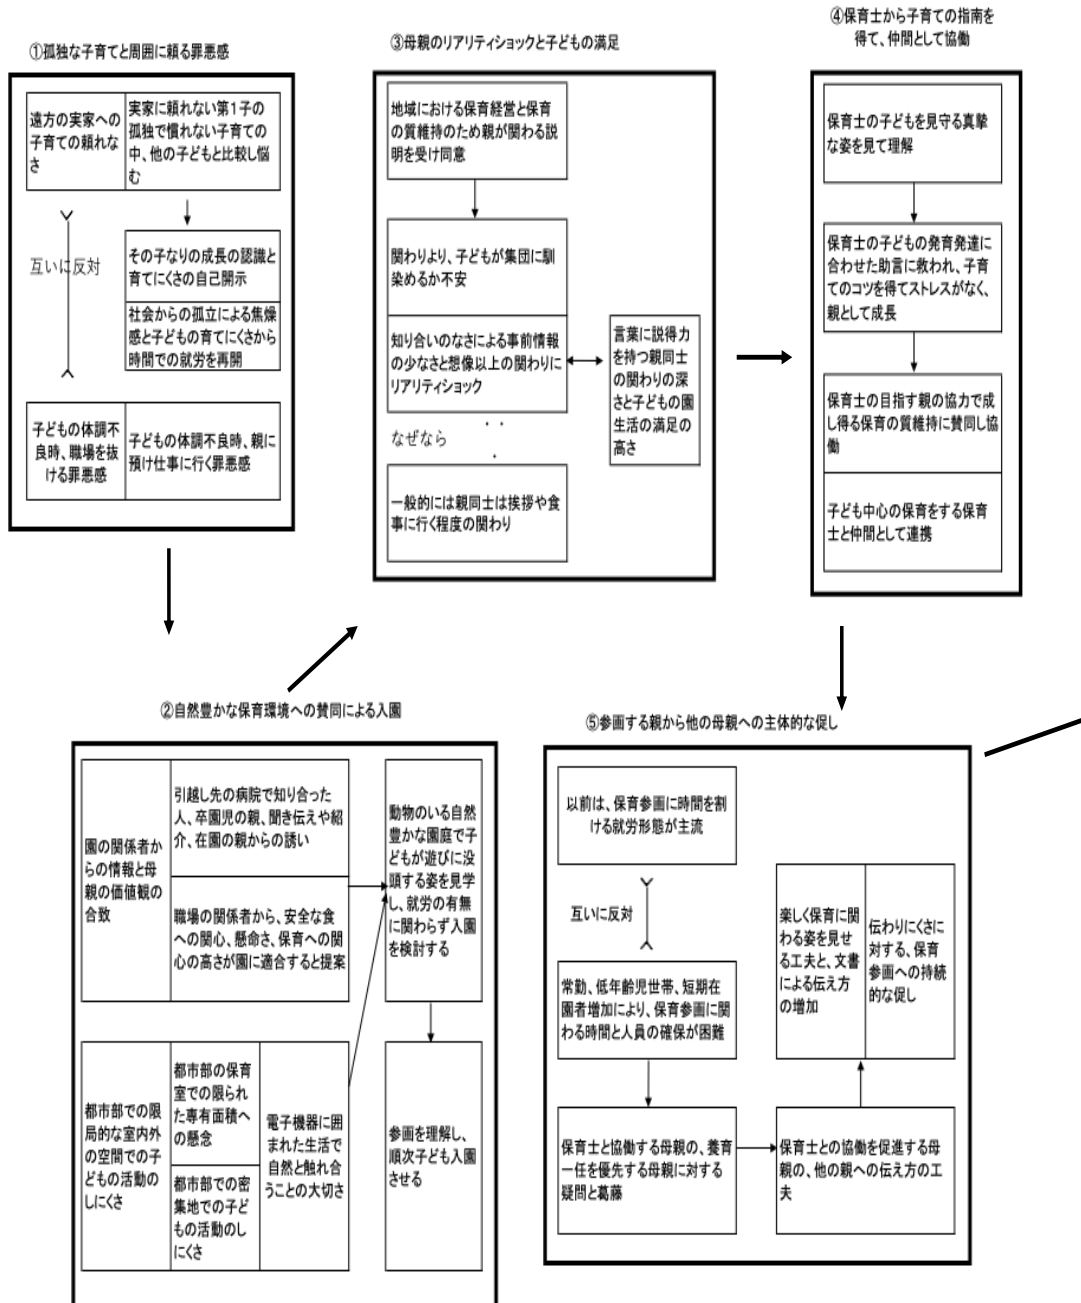 ①孤独な子育てと周囲に頼る罪悪感
遠方の実家への
子育ての頼れな
さ
実家に頼れない第1子の
孤独で慣れない子育ての
中、他の子どもと比較し悩
む
互いに反対
その子なりの成長の認識と
育てにくさの自己開示
社会からの孤立による焦燥
感と子どもの育てにくさから
時間での就労を再開
子どもの体調不
良時、職場を抜
ける罪悪感
子どもの体調不良時、親に
預け仕事に行く罪悪感
②自然豊かな保育環境への賛同による入園
園の関係者か
らの情報と母
親の価値観の
合致
引越し先の病院で知り合った
人、卒園児の親、聞き伝えや紹
介、在園の親からの誘い
職場の関係者から、安全な食
への関心、懸命さ、保育への関
心の高さが園に適合すると提案
動物のいる自然
豊かな園庭で子
どもが遊びに没
頭する姿を見学
し、就労の有無
に関わらず入園
を検討する
都市部での限
局的な室内外
の空間での子
どもの活動の
しにくさ
都市部の保育
室での限られ
た専有面積へ
の懸念
都市部での密
集地での子ど
もの活動のし
にくさ
電子機器に囲
まれた生活で
自然と触れ合
うことの大切さ
参画を理解し、
順次子ども入園
させる
③母親のリアリティショックと子どもの満足
地域における保育経営と保育
の質維持のため親が関わる説
明を受け同意
関わりより、子どもが集団に馴
染めるか不安
知り合いのなさによる事前情報
の少なさと想像以上の関わりに
リアリティショック
言葉に説得力
を持つ親同士
の関わりの深
さと子どもの園
生活の満足の
高さ
なぜなら
一般的には親同士は挨拶や食
事に行く程度の関わり
④保育士から子育ての指南を
得て、仲間として協働
保育士の子どもを見守る真摯
な姿を見て理解
保育士の子どもの発育発達に
合わせた助言に救われ、子育
てのコツを得てストレスがなく、
親として成長
保育士の目指す親の協力で成
し得る保育の質維持に賛同し協
働
子ども中心の保育をする保育
士と仲間として連携
⑤参画する親から他の母親への主体的な促し
以前は、保育参画に時間を割
ける就労形態が主流
互いに反対
常勤、低年齢児世帯、短期在
園者増加により、保育参画に関
わる時間と人員の確保が困難
保育士と協働する母親の、養育
一任を優先する母親に対する
疑問と葛藤
保育士との協働を促進する母
親の、他の親への伝え方の工
夫
楽しく保育に関
わる姿を見せ
る工夫と、文書
による伝え方
の増加
伝わりにくさに
対する、保育
参画への持続
的な促し